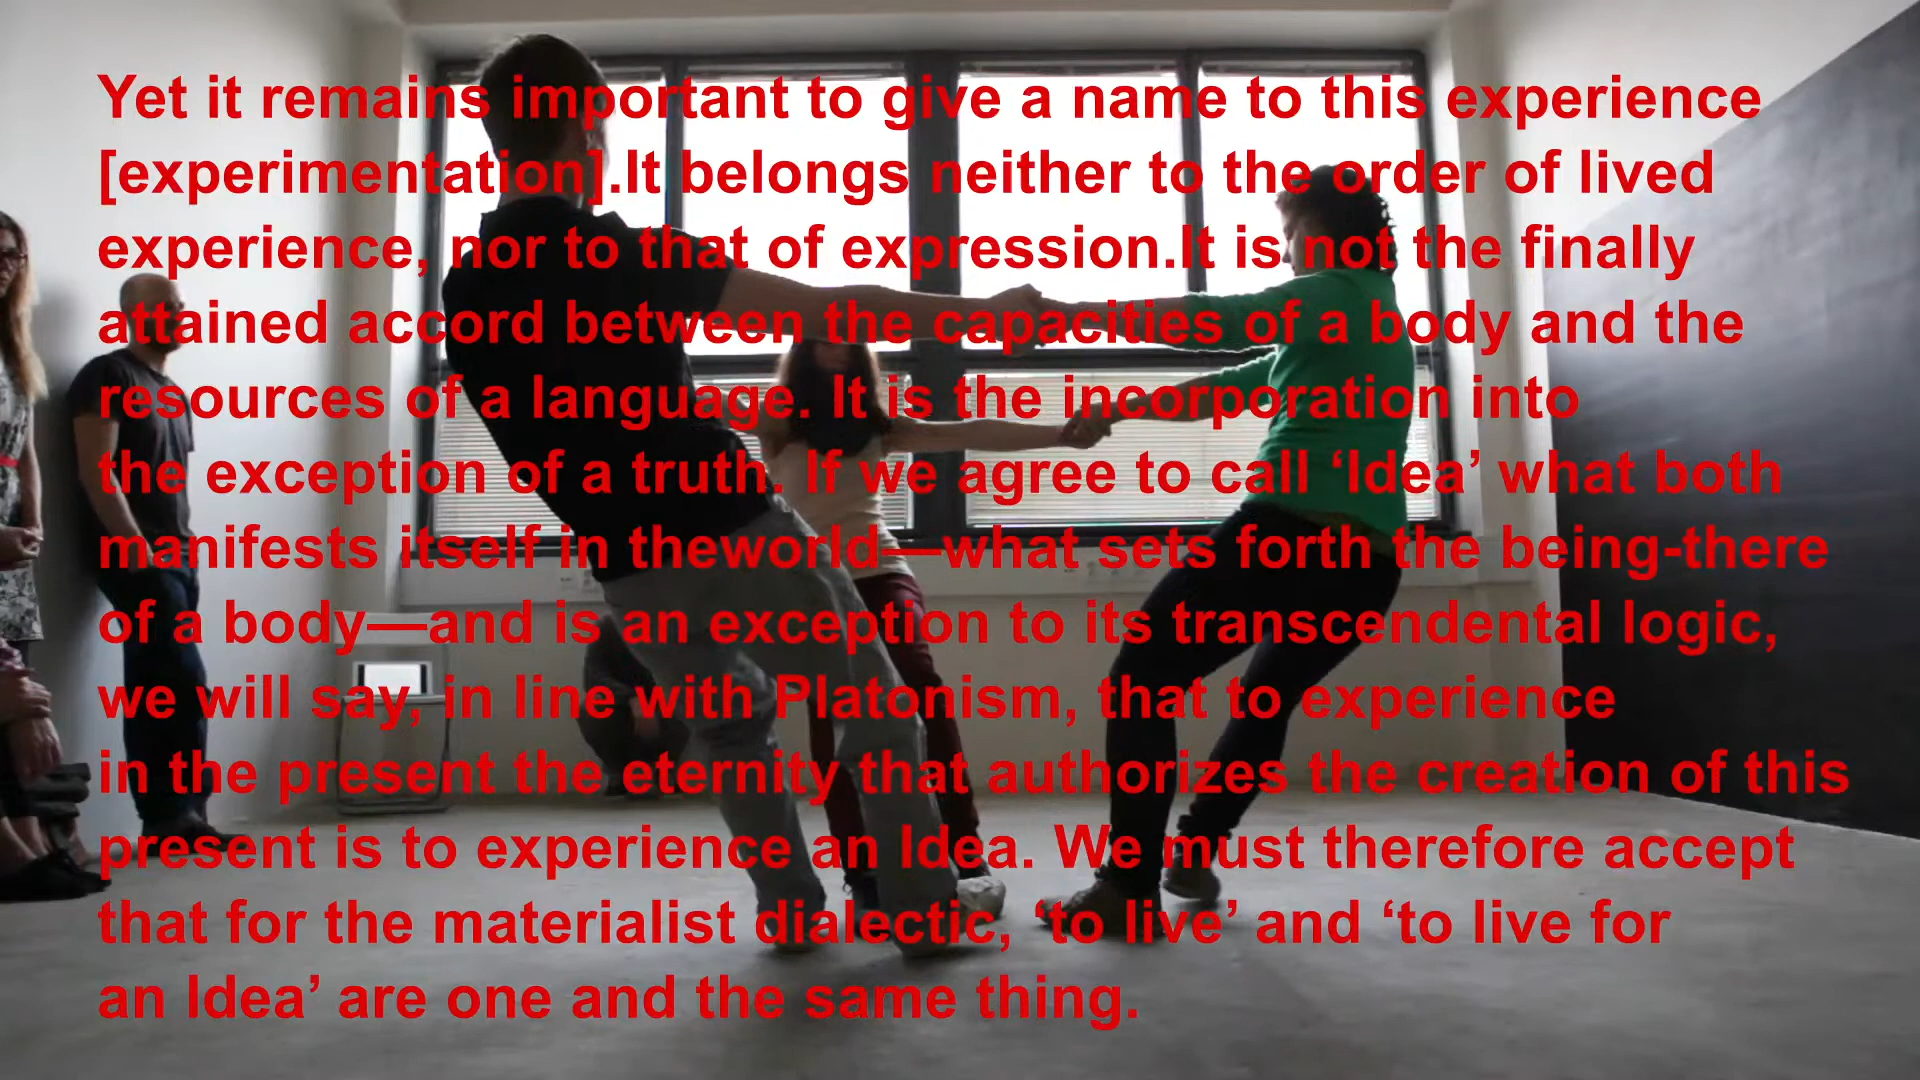 Yet it remains important to give a name to this experience
[experimentation].It belongs neither to the order of lived
experience, nor to that of expression.It is not the finally
attained accord between the capacities of a body and the
resources of a language. It is the incorporation into
the exception of a truth. If we agree to call ‘Idea’ what both
manifests itself in theworld—what sets forth the being-there
of a body—and is an exception to its transcendental logic,
we will say, in line with Platonism, that to experience
in the present the eternity that authorizes the creation of this
present is to experience an Idea. We must therefore accept
that for the materialist dialectic, ‘to live’ and ‘to live for
an Idea’ are one and the same thing.